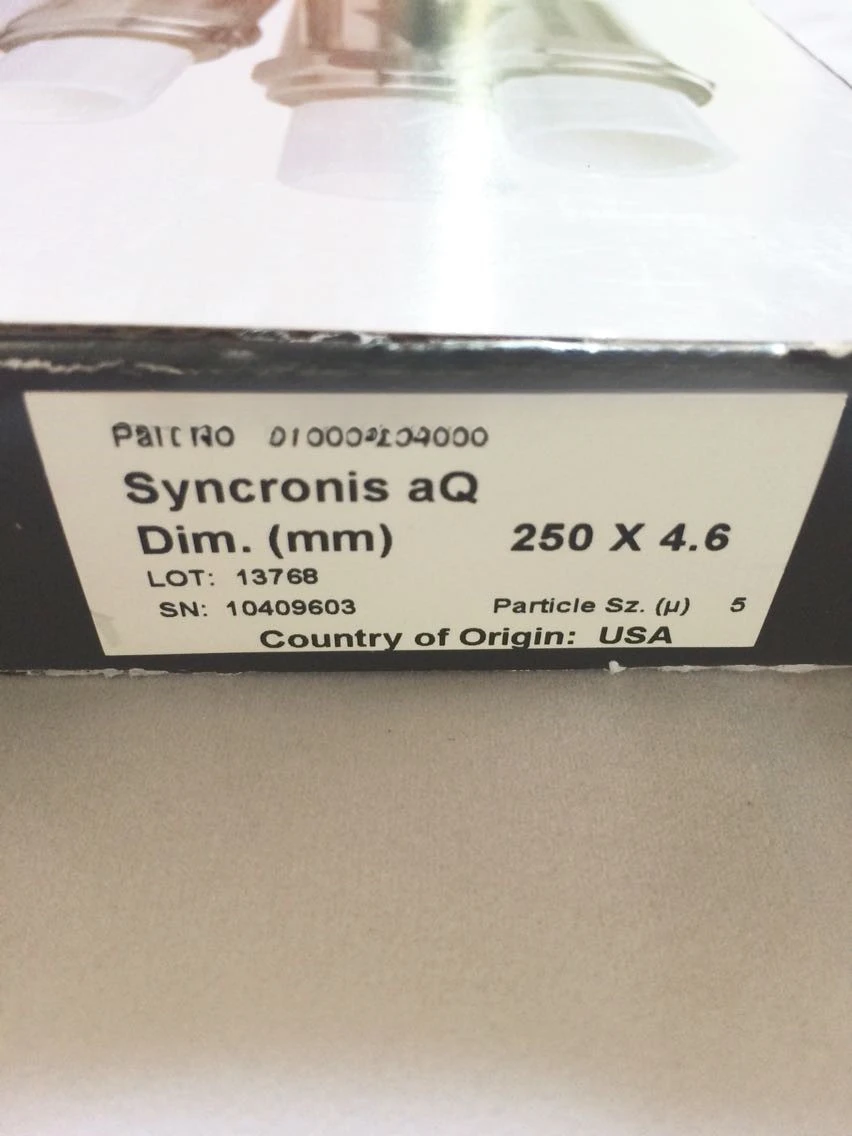 Part No
Syncronis aQ
Dim. (mm) 250 X 4.6
LOT: 13768
SN: 10409603 Particle Sz. (µ) 5
Country of Origin: USA